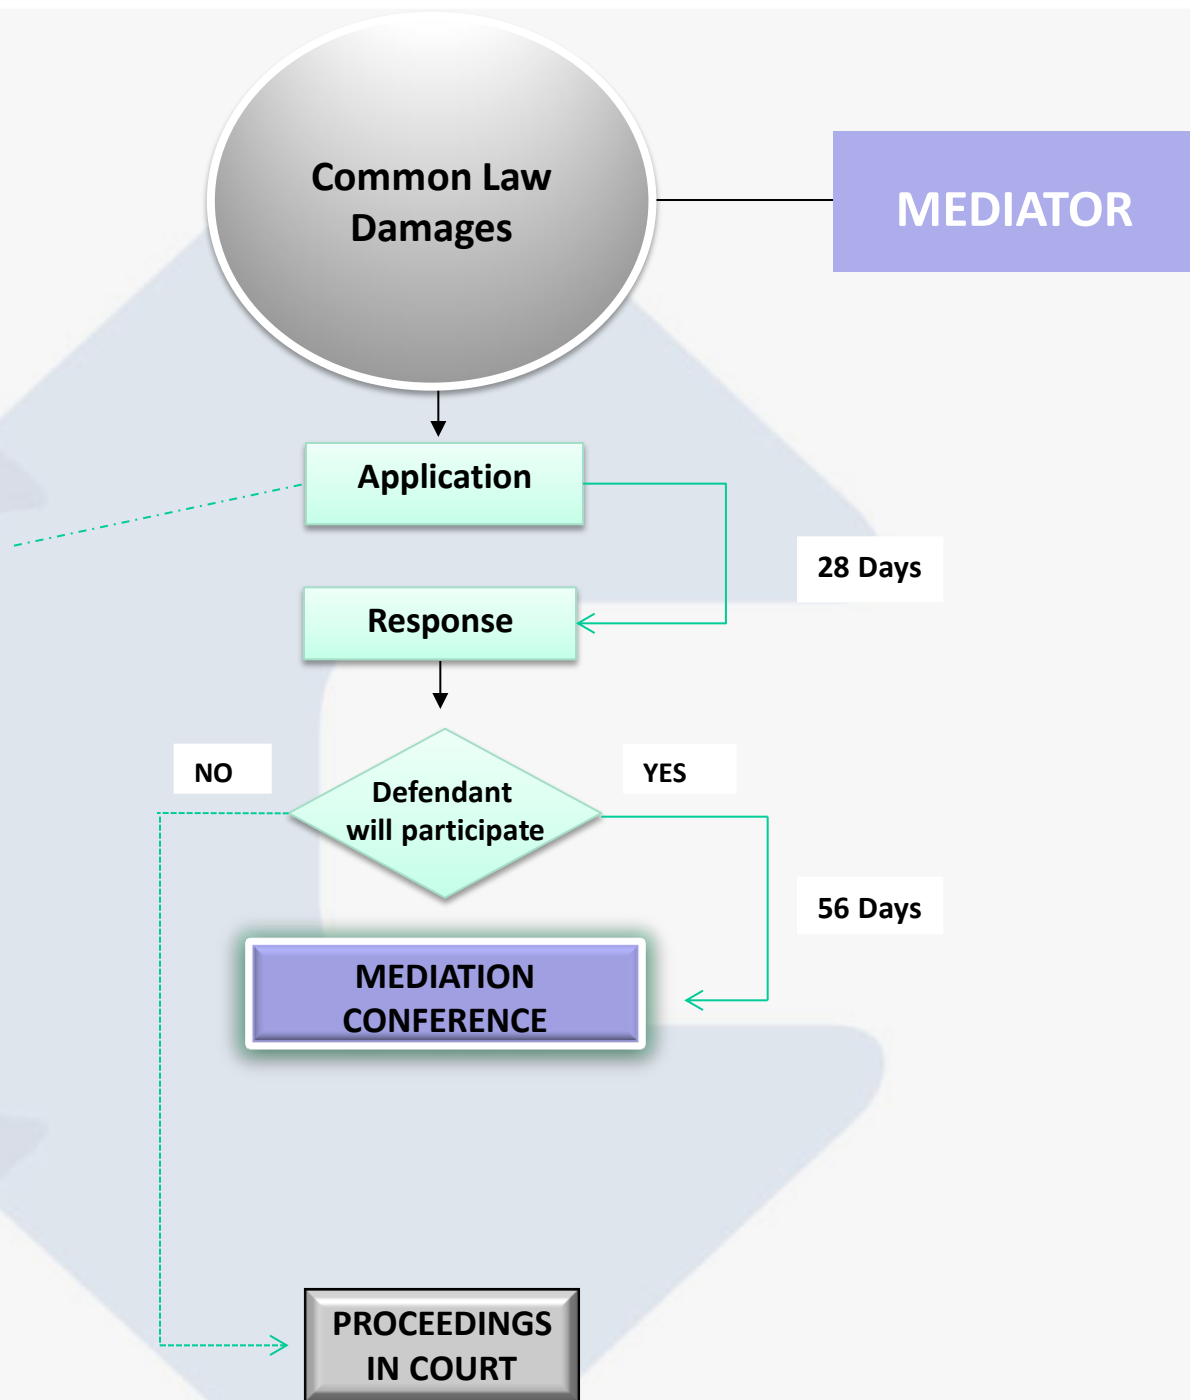 Common Law
Damages
MEDIATOR
Application
28 Days
Response
NO
YES
Defendant
will participate
56 Days
MEDIATION
CONFERENCE
PROCEEDINGS
IN COURT